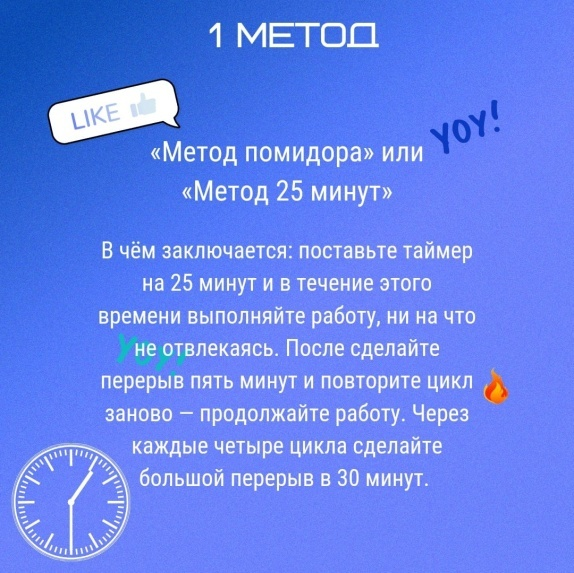 1 МЕТОД
LIKE
YOY!
«Метод помидора» или
«Метод 25 минут»
В чём заключается: поставьте таймер
на 25 минут и в течение этого
времени выполняйте работу, ни на что
не отвлекаясь. После сделайте
YOY!
перерыв пять минут и повторите цикл
заново — продолжайте работу. Через
каждые четыре цикла сделайте
большой перерыв в 30 минут.